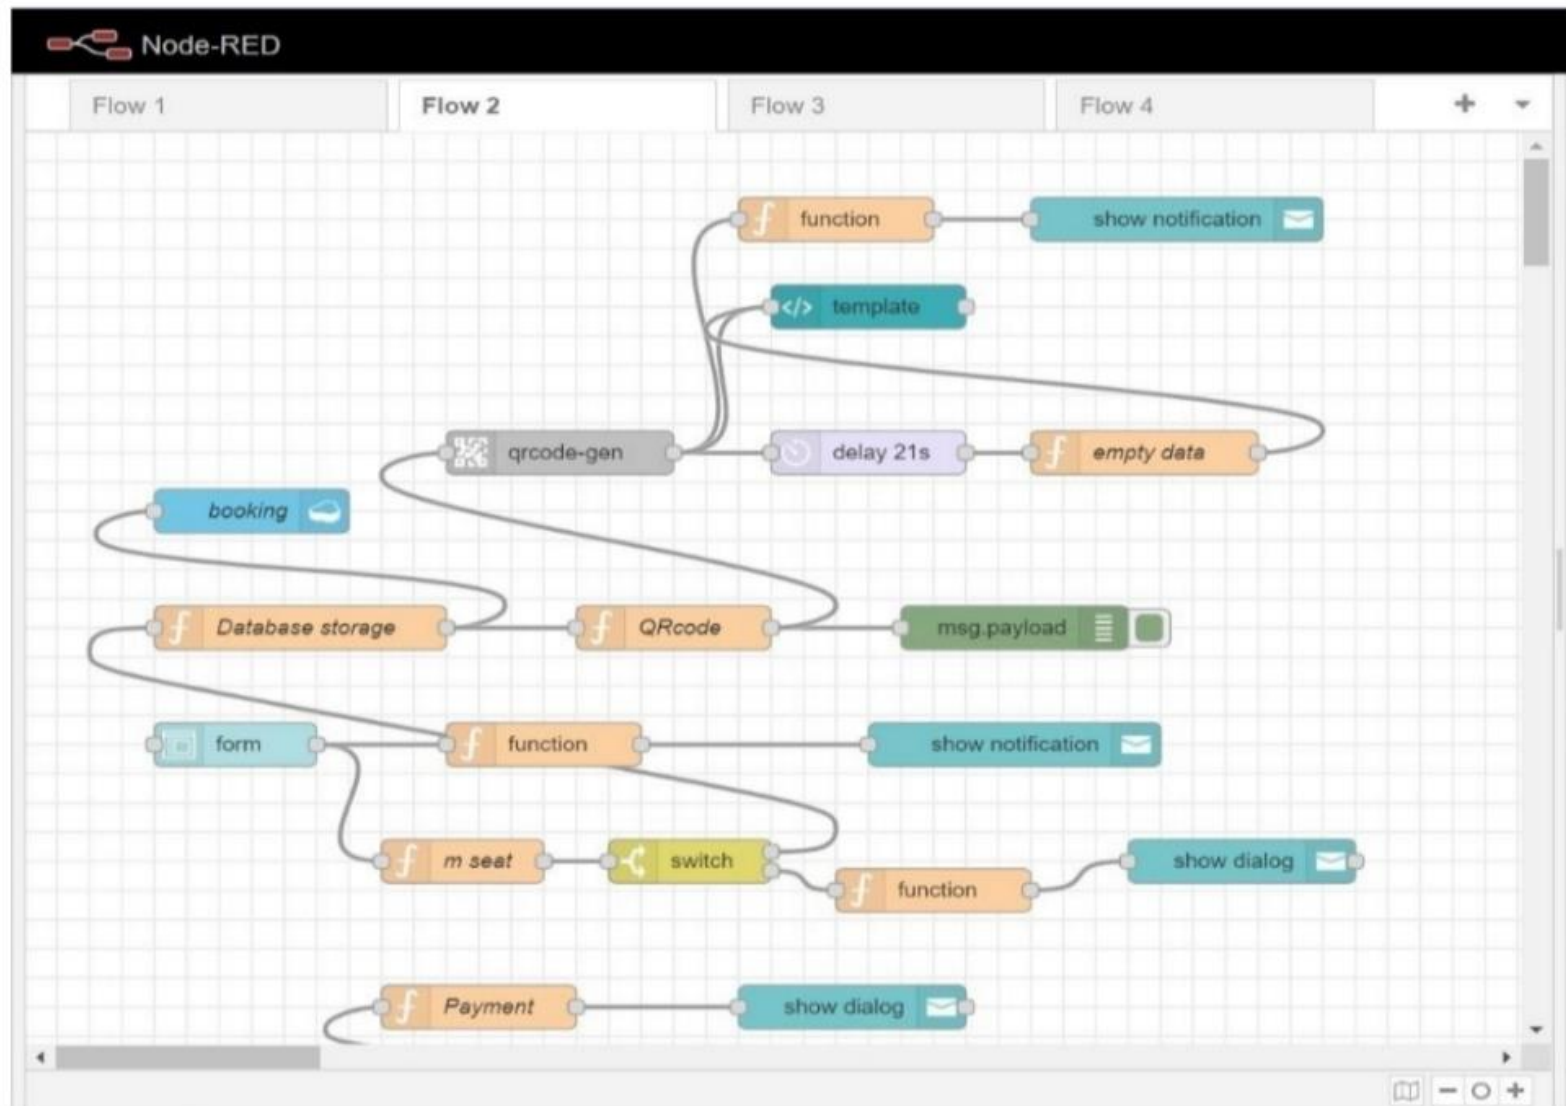 Node-RED
Flow 1
Flow 2
Flow 3
Flow 4
function
show notification
</> template
qrcode-gen
delay 21s
empty data
booking
Database storage
QRcode
msg.payload
form
function
show notification
m seat
switch
show dialog
function
Payment
show dialog